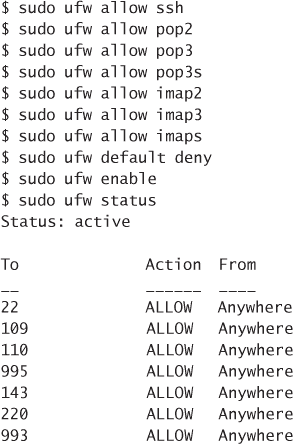 $ sudo ufw allow ssh
$ sudo ufw allow pop2
$ sudo ufw allow pop3
$ sudo ufw allow pop3s
$ sudo ufw allow imap2
$ sudo ufw allow imap3
$ sudo ufw allow imaps
$ sudo ufw default deny
$ sudo ufw enable
$ sudo ufw status
Status: active
To Action From
__ ______ ____
22 ALLOW Anywhere
109 ALLOW Anywhere
110 ALLOW Anywhere
995 ALLOW Anywhere
143 ALLOW Anywhere
220 ALLOW Anywhere
993 ALLOW Anywhere